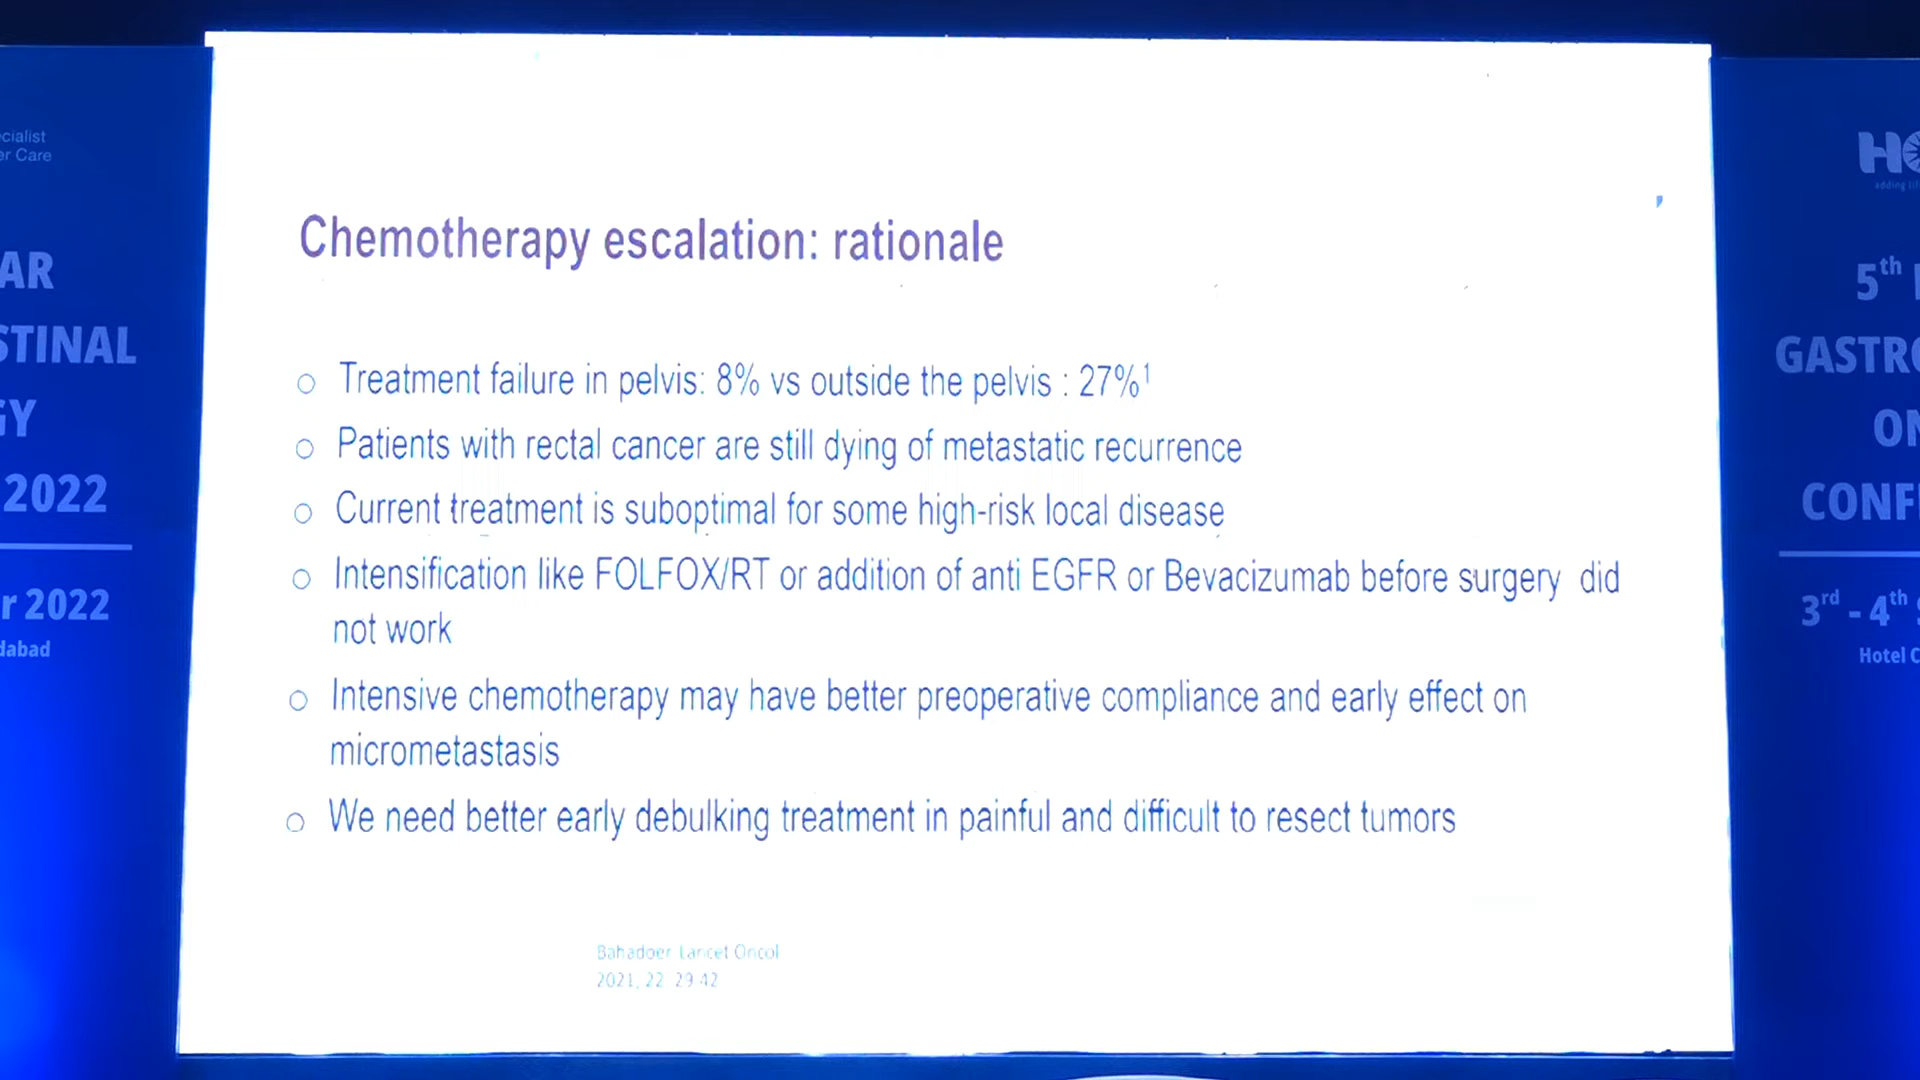 Chemotherapy escalation: rationale
○ Treatment failure in pelvis: 8% vs outside the pelvis : 27%¹
○ Patients with rectal cancer are still dying of metastatic recurrence
○ Current treatment is suboptimal for some high-risk local disease
○ Intensification like FOLFOX/RT or addition of anti EGFR or Bevacizumab before surgery did
not work
○ Intensive chemotherapy may have better preoperative compliance and early effect on
micrometastasis
○ We need better early debulking treatment in painful and difficult to resect tumors
Bahadoer Lancet Oncol
2021, 22 29 42
cialist
er Care
AR
STINAL
GY
2022
r 2022
dabad
HC
adding li
5th
GASTRO
ON
CONF
3rd - 4th S
Hotel C